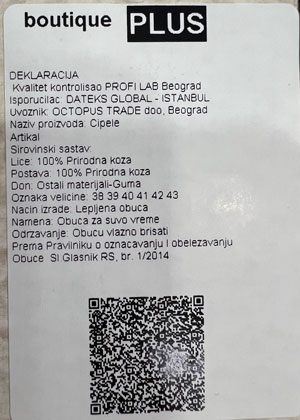 boutique PLUS
DEKLARACIJA
Kvalitet kontrolisao PROFI LAB Beograd
Isporucilac: DATEKS GLOBAL - ISTANBUL
Uvoznik: OCTOPUS TRADE doo, Beograd
Naziv proizvoda: Cipele
Artikal
Sirovinski sastav:
Lice: 100% Prirodna koza
Postava: 100% Prirodna koza
Don: Ostali materijali-Guma
Oznaka velicine: 38 39 40 41 42 43
Nacin izrade: Lepljena obuca
Namena: Obuca za suvo vreme
Odrzavanje: Obucu vlazno brisati
Prema Pravilniku o oznacavanju i obelezavanju
Obuce Sl Glasnik RS, br. 1/2014